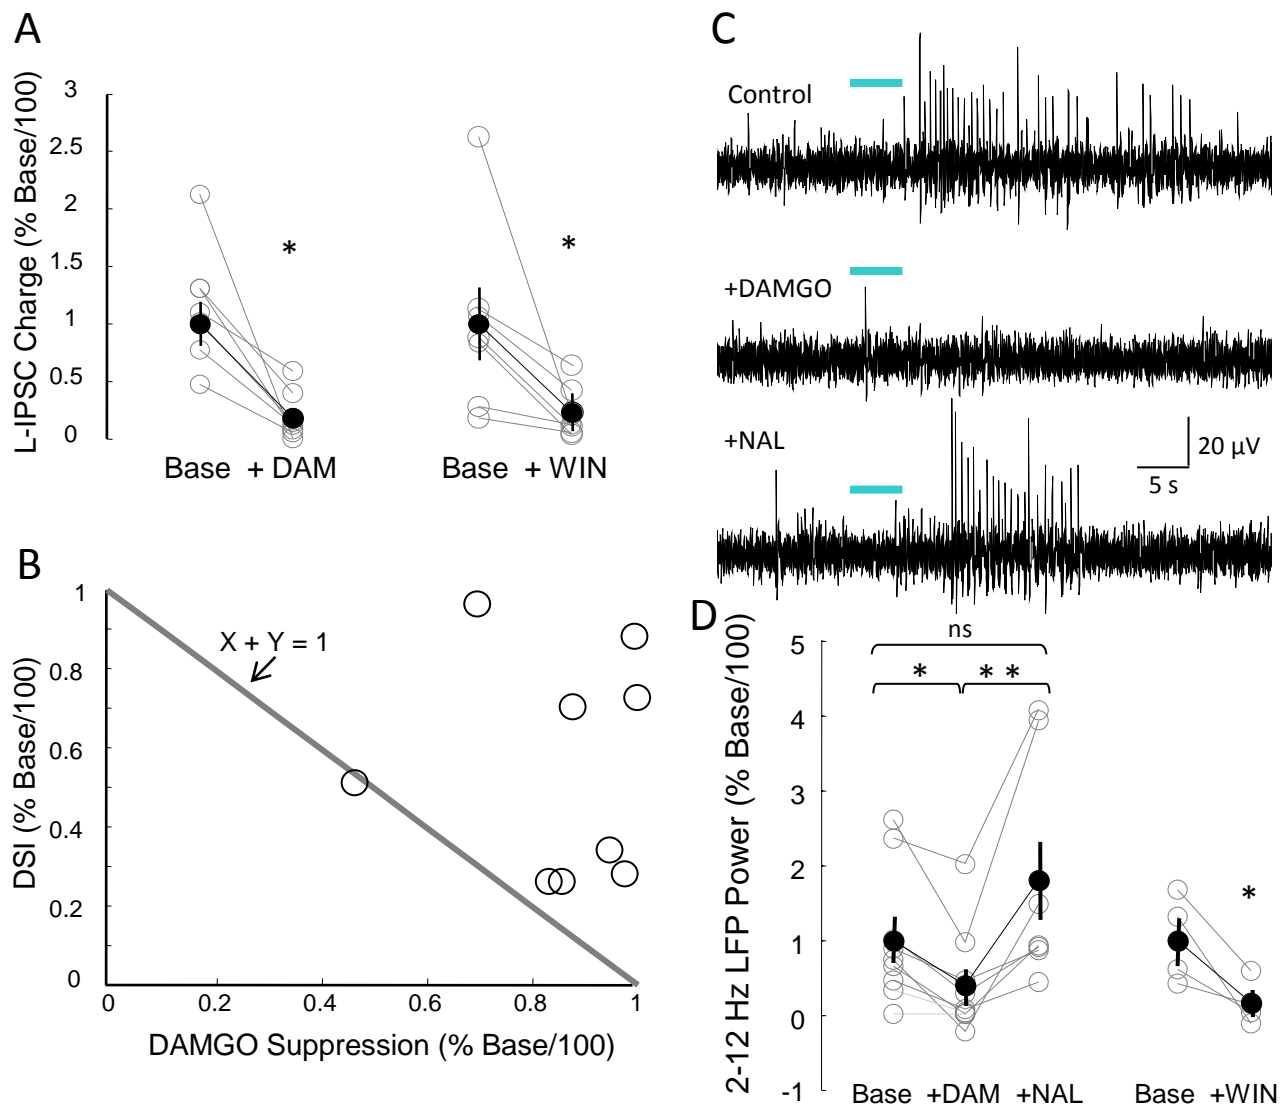 A
L-IPSC Charge (% Base/100)
3
2.5
2
1.5
1
0.5
0
*
*
Base + DAM
Base + WIN
B
DSI (% Base/100)
1
0.8
0.6
0.4
0.2
0
X + Y = 1
0 0.2 0.4 0.6 0.8 1
DAMGO Suppression (% Base/100)
C
Control
+DAMGO
+NAL
20 µV
5 s
D
2-12 Hz LFP Power (% Base/100)
5
4
3
2
1
0
-1
ns
*
* *
*
Base +DAM +NAL
Base +WIN